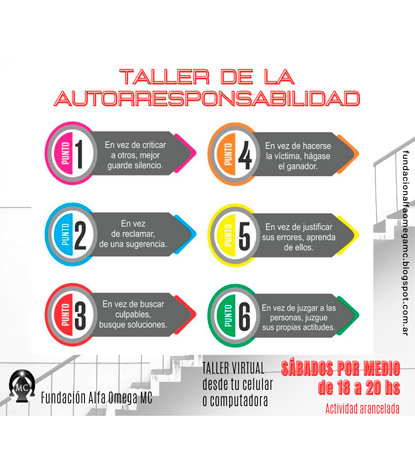 TALLER DE LA
AUTORRESPONSABILIDAD
PUNTO 1
En vez de criticar
a otros, mejor
guarde silencio.
PUNTO 2
En vez
de reclamar,
de una sugerencia.
PUNTO 3
En vez de buscar
culpables,
busque soluciones.
PUNTO 4
En vez de hacerse
la víctima, hágase
el ganador.
PUNTO 5
En vez de justificar
sus errores, aprenda
de ellos.
PUNTO 6
En vez de juzgar a las
personas, juzgue
sus propias actitudes.
fundacionalfaomegamc.blogspot.com.ar
MC
Fundación Alfa Omega MC
TALLER VIRTUAL
desde tu celular
o computadora
SÁBADOS POR MEDIO
de 18 a 20 hs
Actividad arancelada